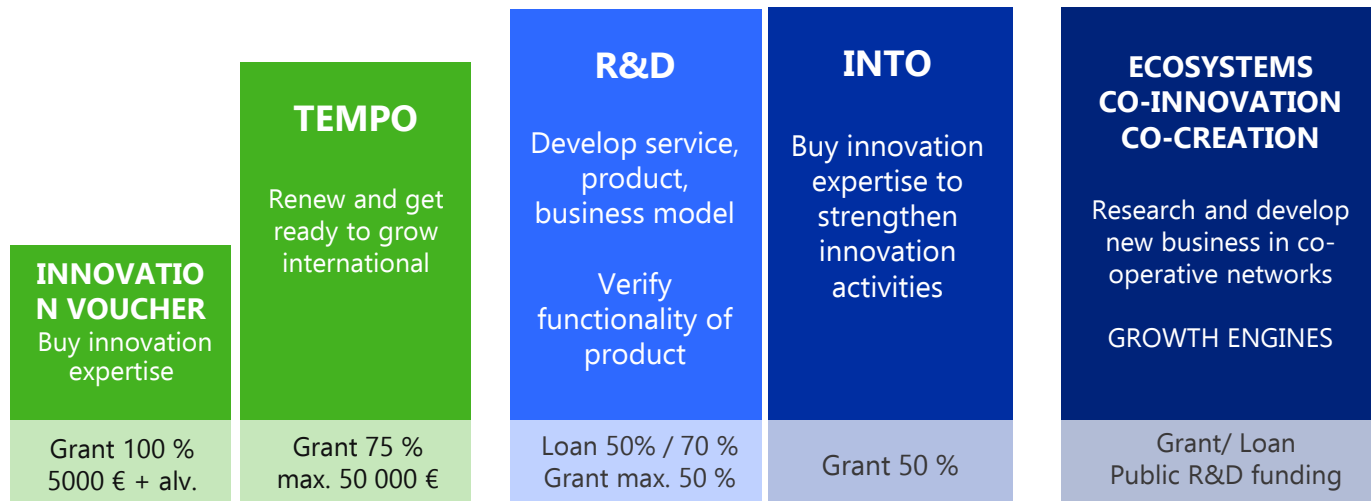 INNOVATIO
N VOUCHER
Buy innovation
expertise
Grant 100 %
5000 € + alv.
TEMPO
Renew and get
ready to grow
international
Grant 75 %
max. 50 000 €
R&D
Develop service,
product,
business model
Verify
functionality of
product
Loan 50% / 70 %
Grant max. 50 %
INTO
Buy innovation
expertise to
strengthen
innovation
activities
Grant 50 %
ECOSYSTEMS
CO-INNOVATION
CO-CREATION
Research and develop
new business in co-
operative networks
GROWTH ENGINES
Grant/ Loan
Public R&D funding